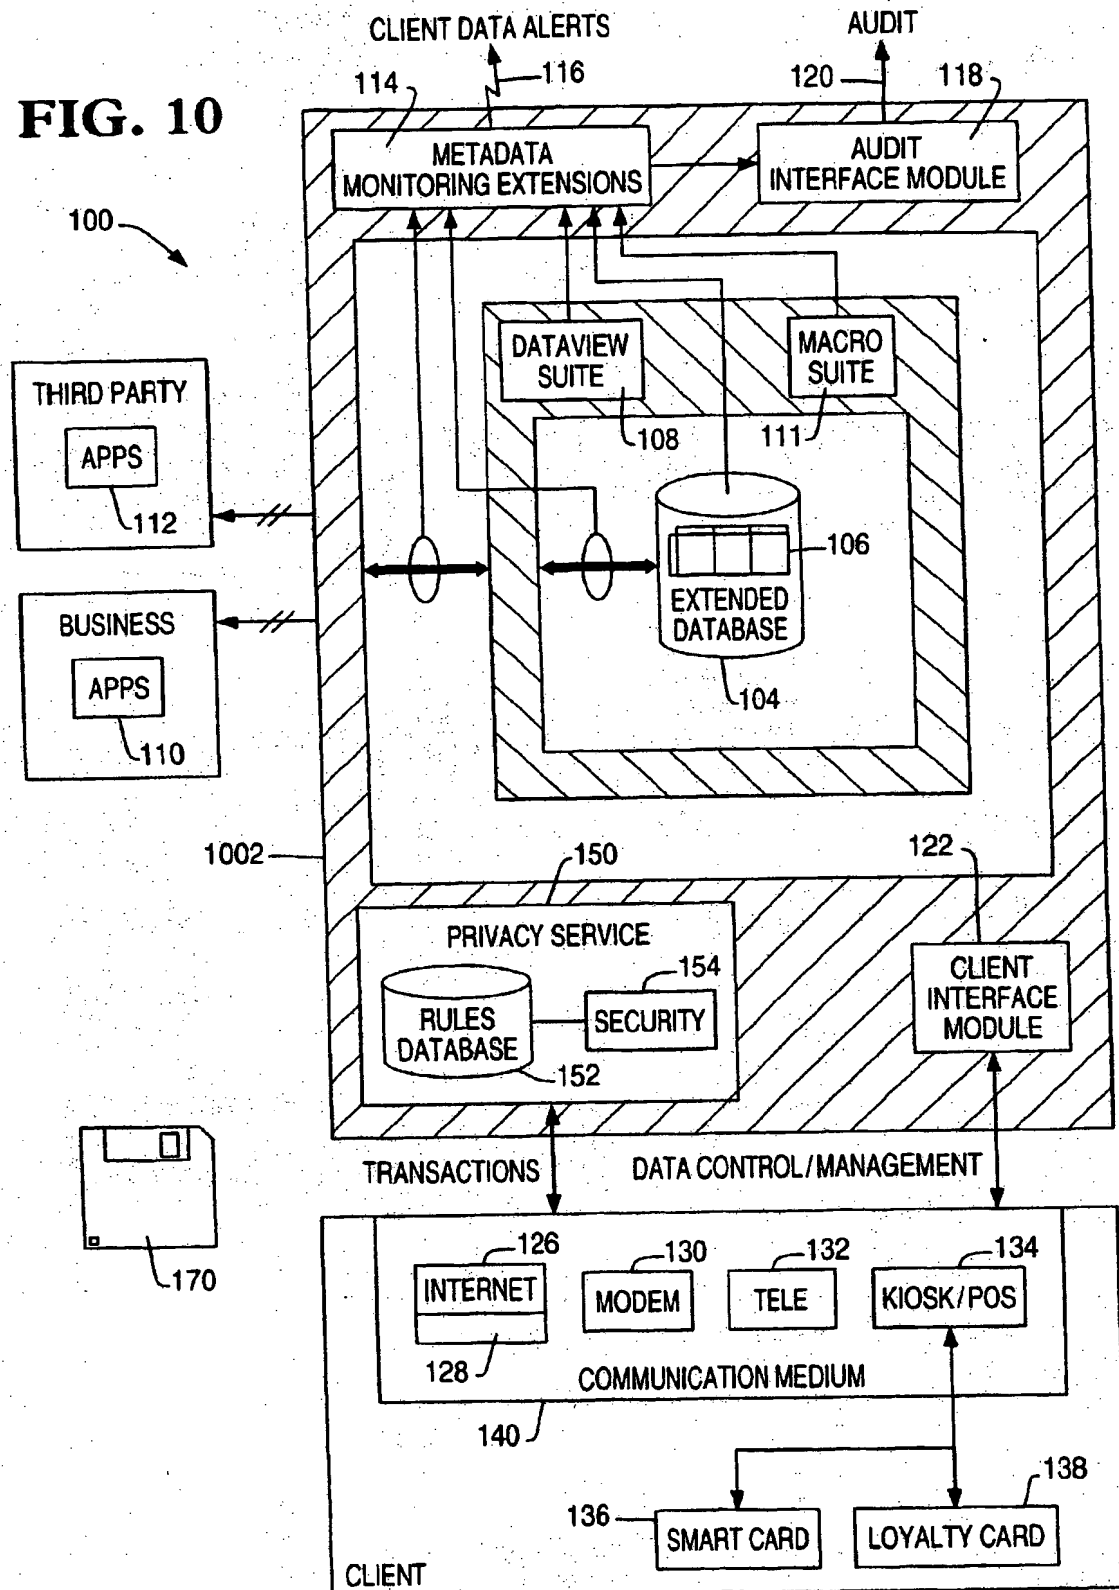 FIG. 10
CLIENT DATA ALERTS
AUDIT
114
116
120
118
METADATA
MONITORING EXTENSIONS
AUDIT
INTERFACE MODULE
100
DATAVIEW
SUITE
MACRO
SUITE
108
111
THIRD PARTY
APPS
112
106
EXTENDED
DATABASE
104
BUSINESS
APPS
110
1002
150
122
PRIVACY SERVICE
RULES
DATABASE
152
154
SECURITY
CLIENT
INTERFACE
MODULE
TRANSACTIONS
DATA CONTROL/MANAGEMENT
170
126
INTERNET
128
130
MODEM
132
TELE
134
KIOSK/POS
COMMUNICATION MEDIUM
140
136
SMART CARD
138
LOYALTY CARD
CLIENT